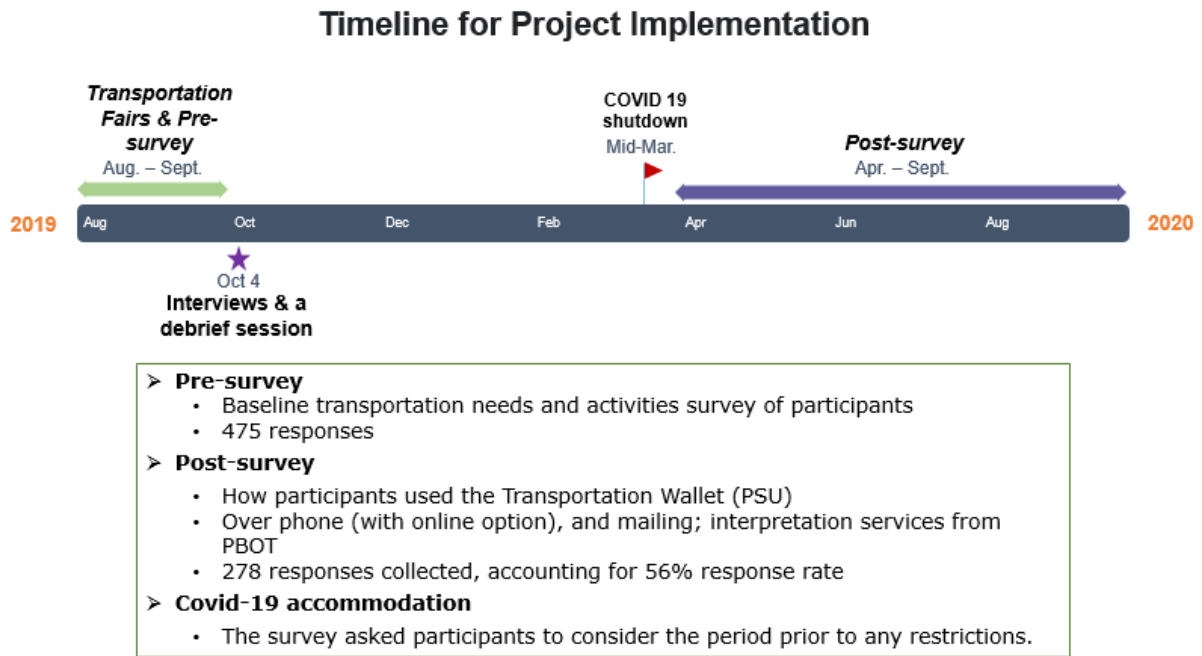 Timeline for Project Implementation
Transportation
Fairs & Pre-
survey
Aug. – Sept.
COVID 19
shutdown
Mid-Mar.
Post-survey
Apr. – Sept.
2019
Aug
Oct
Dec
Feb
Apr
Jun
Aug
2020
Oct 4
Interviews & a
debrief session
➢ Pre-survey
• Baseline transportation needs and activities survey of participants
• 475 responses
➢ Post-survey
• How participants used the Transportation Wallet (PSU)
• Over phone (with online option), and mailing; interpretation services from
PBOT
• 278 responses collected, accounting for 56% response rate
➢ Covid-19 accommodation
• The survey asked participants to consider the period prior to any restrictions.